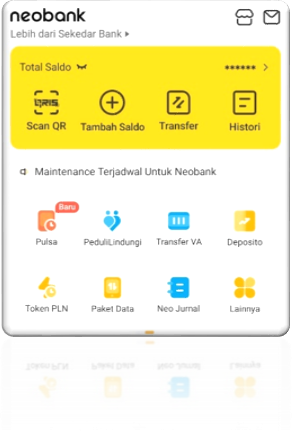 neobank
Lebih dari Sekedar Bank
Total Saldo
Scan QR Tambah Saldo Transfer Histori
Maintenance Terjadwal Untuk Neobank
Baru
Pulsa PeduliLindungi Transfer VA Deposito
Token PLN Paket Data Neo Jurnal Lainnya